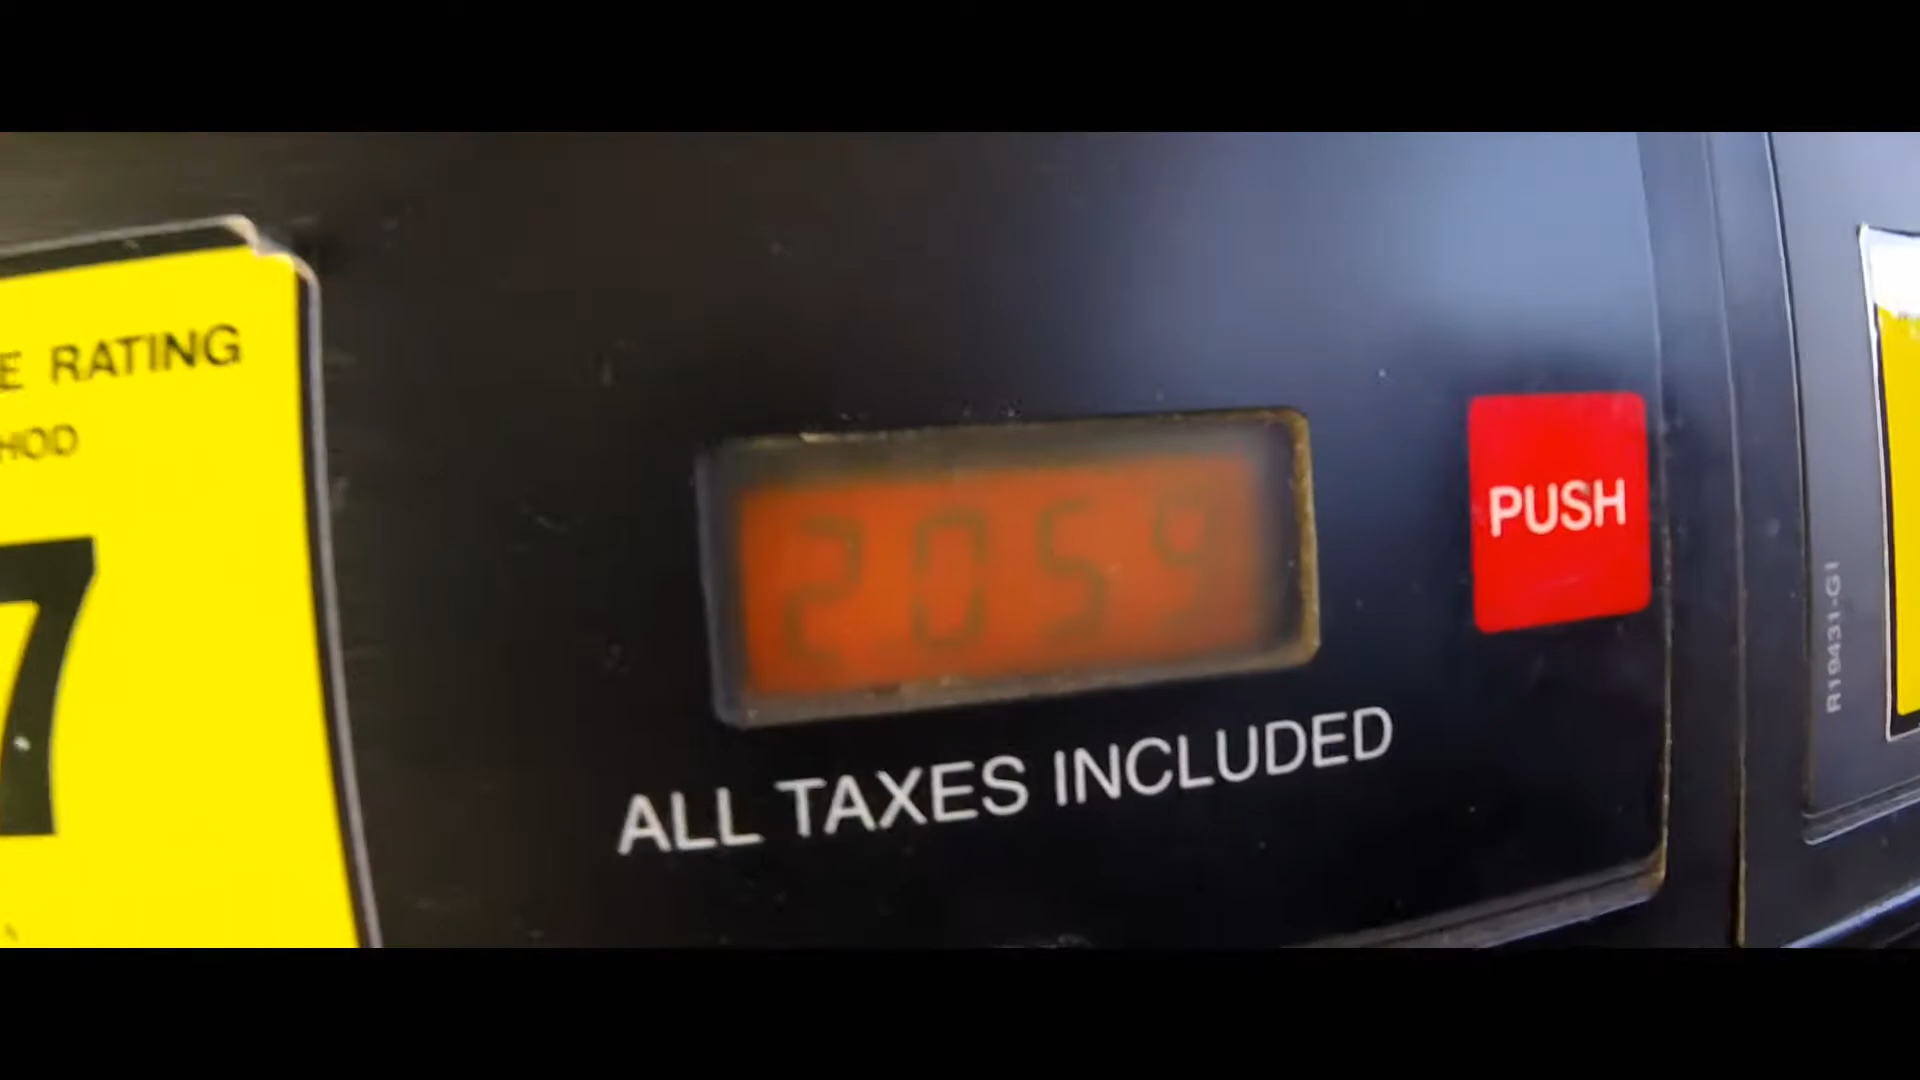 E RATING
HOD
7
2059
PUSH
ALL TAXES INCLUDED
R19431-G1